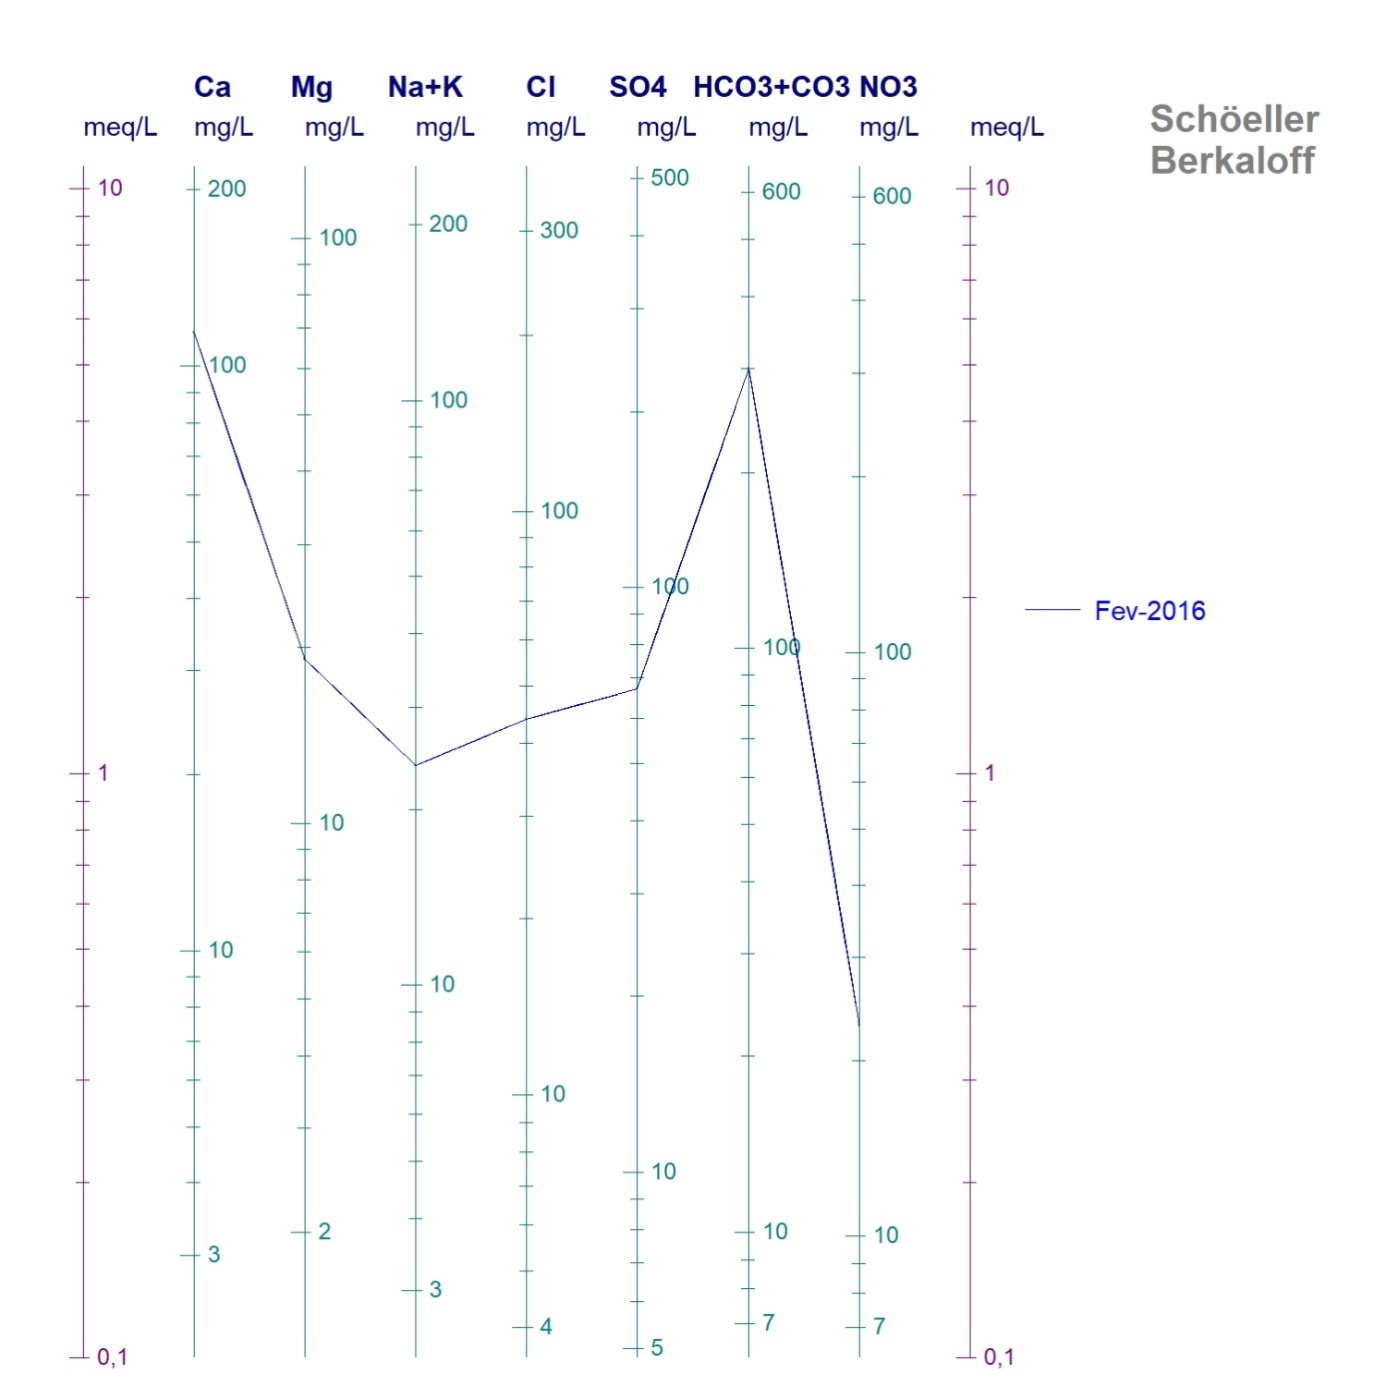 Ca Mg Na+K Cl SO4 HCO3+CO3 NO3
meq/L mg/L mg/L mg/L mg/L mg/L mg/L mg/L meq/L
Schöeller
Berkaloff
10 200 100 200 300 500 600 600 10
100 100 100 100 100 100
Fev-2016
1 10 10 10 10 10 10 1
3 2 3 4 5 7 7
0,1 0,1